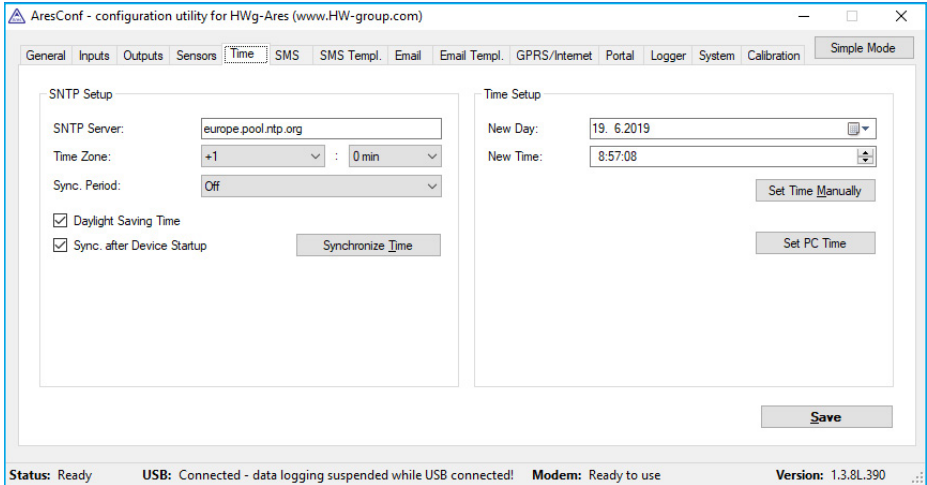 AresConf - configuration utility for HWg-Ares (www.HW-group.com)
General Inputs Outputs Sensors Time SMS SMS Templ. Email Email Templ. GPRS/Internet Portal Logger System Calibration Simple Mode
SNTP Setup
SNTP Server: europe.pool.ntp.org
Time Zone: +1 : 0 min
Sync. Period: Off
Daylight Saving Time
Sync. after Device Startup Synchronize Time
Time Setup
New Day: 19. 6.2019
New Time: 8:57:08
Set Time Manually
Set PC Time
Save
Status: Ready USB: Connected - data logging suspended while USB connected! Modem: Ready to use Version: 1.3.8L.390